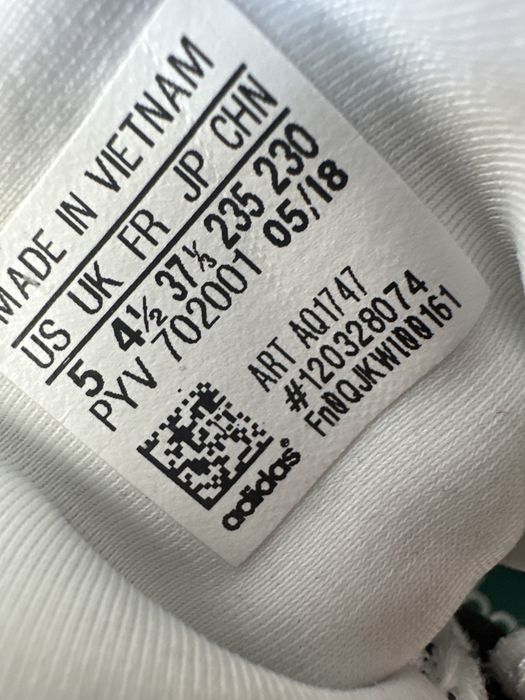 MADE IN VIETNAM
US UK FR JP CHN
5 4½ 37⅓ 235 230
PYV 702001 05/18
ART AQ1747
#120328074
FnØQJKWIØØ161
adidas®